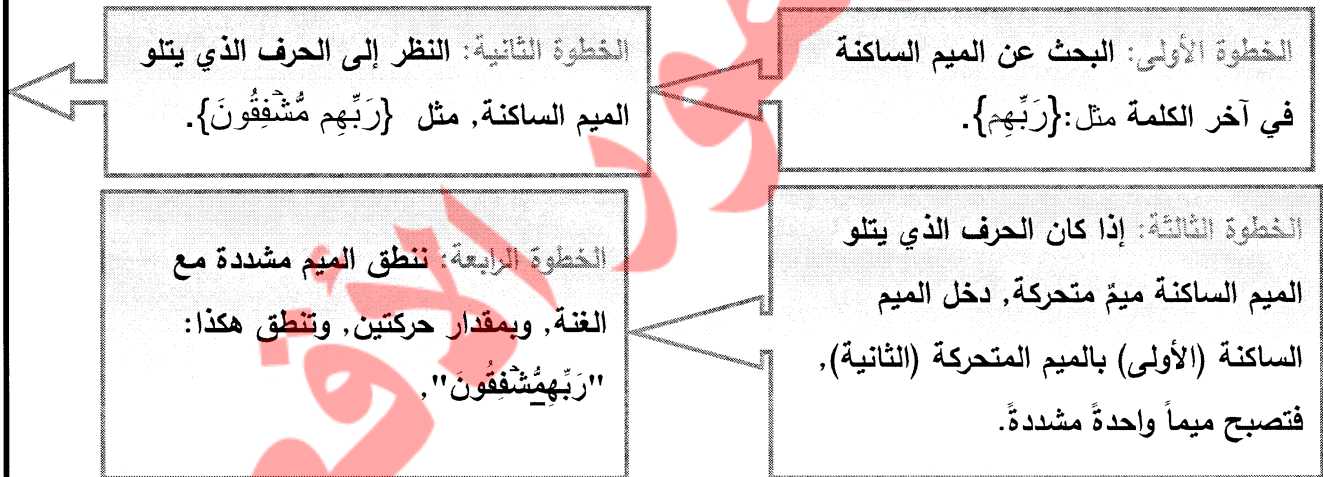 الخطوة الأولى: البحث عن الميم الساكنة
في آخر الكلمة مثل:{رَبِّهِم}.
الخطوة الثانية: النظر إلى الحرف الذي يتلو
الميم الساكنة, مثل {رَبِّهِم مُّشْفِقُونَ}.
الخطوة الثالثة: إذا كان الحرف الذي يتلو
الميم الساكنة ميمٌ متحركة, دخل الميم
الساكنة (الأولى) بالميم المتحركة (الثانية),
فتصبح ميماً واحدةً مشددةً.
الخطوة الرابعة: ننطق الميم مشددة مع
الغنة, وبمقدار حركتين, وتنطق هكذا:
"رَبِّهِمُّشْفِقُونَ",